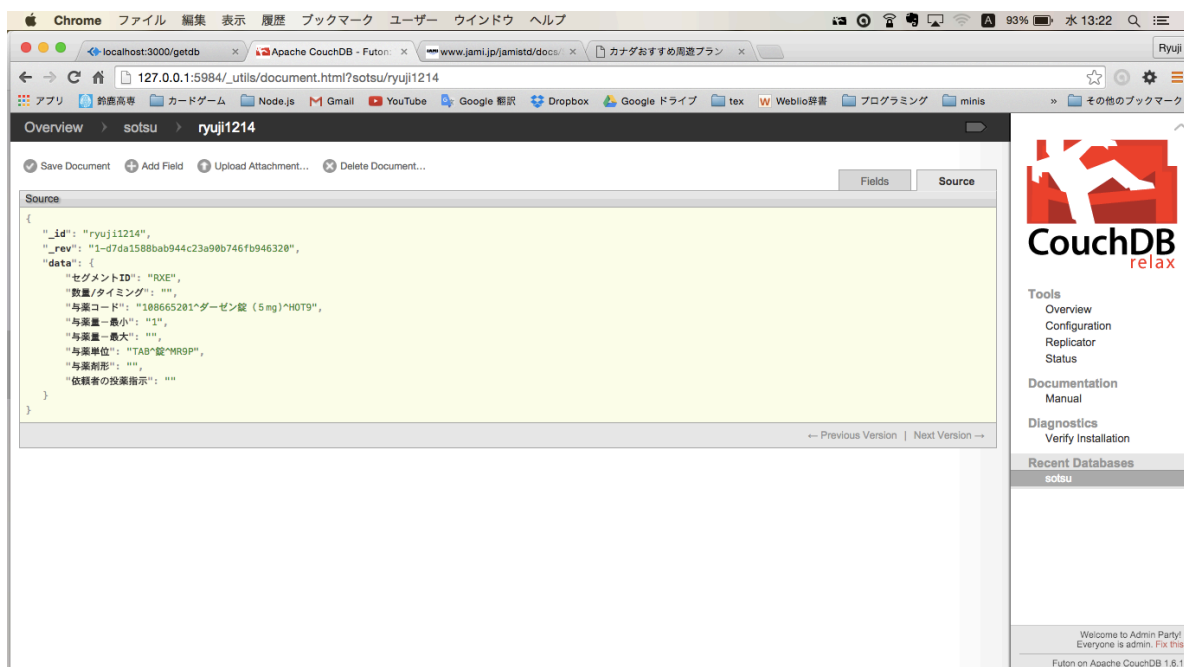 Chrome ファイル 編集 表示 履歴 ブックマーク ユーザー ウインドウ ヘルプ A 93% 水 13:22
localhost:3000/getdb × Apache CouchDB - Futon: × www.jami.jp/jamistd/docs/ × カナダおすすめ周遊プラン × Ryuji
127.0.0.1:5984/_utils/document.html?sotsu/ryuji1214
アプリ 鈴鹿高専 カードゲーム Node.js Gmail YouTube Google 翻訳 Dropbox Google ドライブ tex Weblio辞書 プログラミング minis » その他のブックマーク
Overview sotsu ryuji1214
Save Document Add Field Upload Attachment... Delete Document...
Fields Source
Source
{
"_id": "ryuji1214",
"_rev": "1-d7da1588bab944c23a90b746fb946320",
"data": {
"セグメントID": "RXE",
"数量/タイミング": "",
"与薬コード": "108665201^ダーゼン錠（5mg)^HOT9",
"与薬量－最小": "1",
"与薬量－最大": "",
"与薬単位": "TAB^錠^MR9P",
"与薬剤形": "",
"依頼者の投薬指示": ""
}
}
← Previous Version | Next Version →
CouchDB
relax
Tools
Overview
Configuration
Replicator
Status
Documentation
Manual
Diagnostics
Verify Installation
Recent Databases
sotsu
Welcome to Admin Party!
Everyone is admin. Fix this
Futon on Apache CouchDB 1.6.1